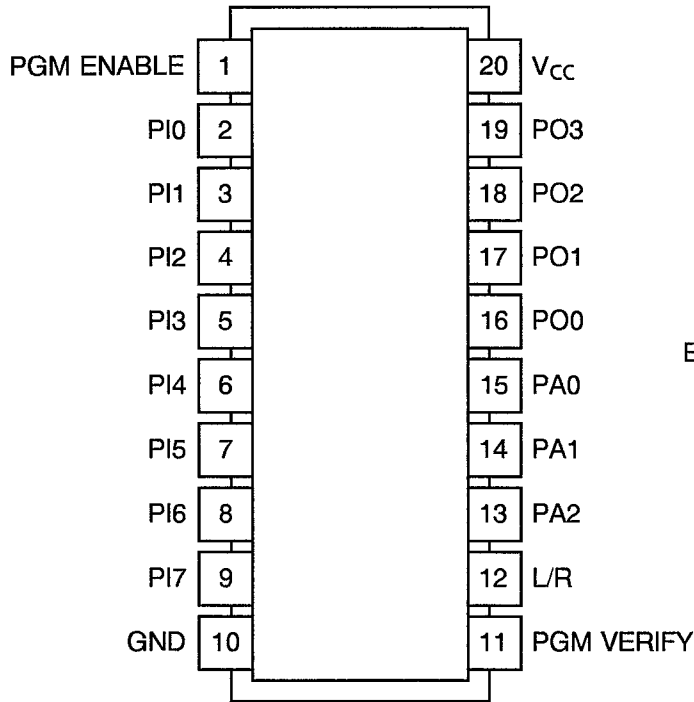 PGM ENABLE 1 20 VCC
PI0 2 19 PO3
PI1 3 18 PO2
PI2 4 17 PO1
PI3 5 16 PO0
E
PI4 6 15 PA0
PI5 7 14 PA1
PI6 8 13 PA2
PI7 9 12 L/R
GND 10 11 PGM VERIFY